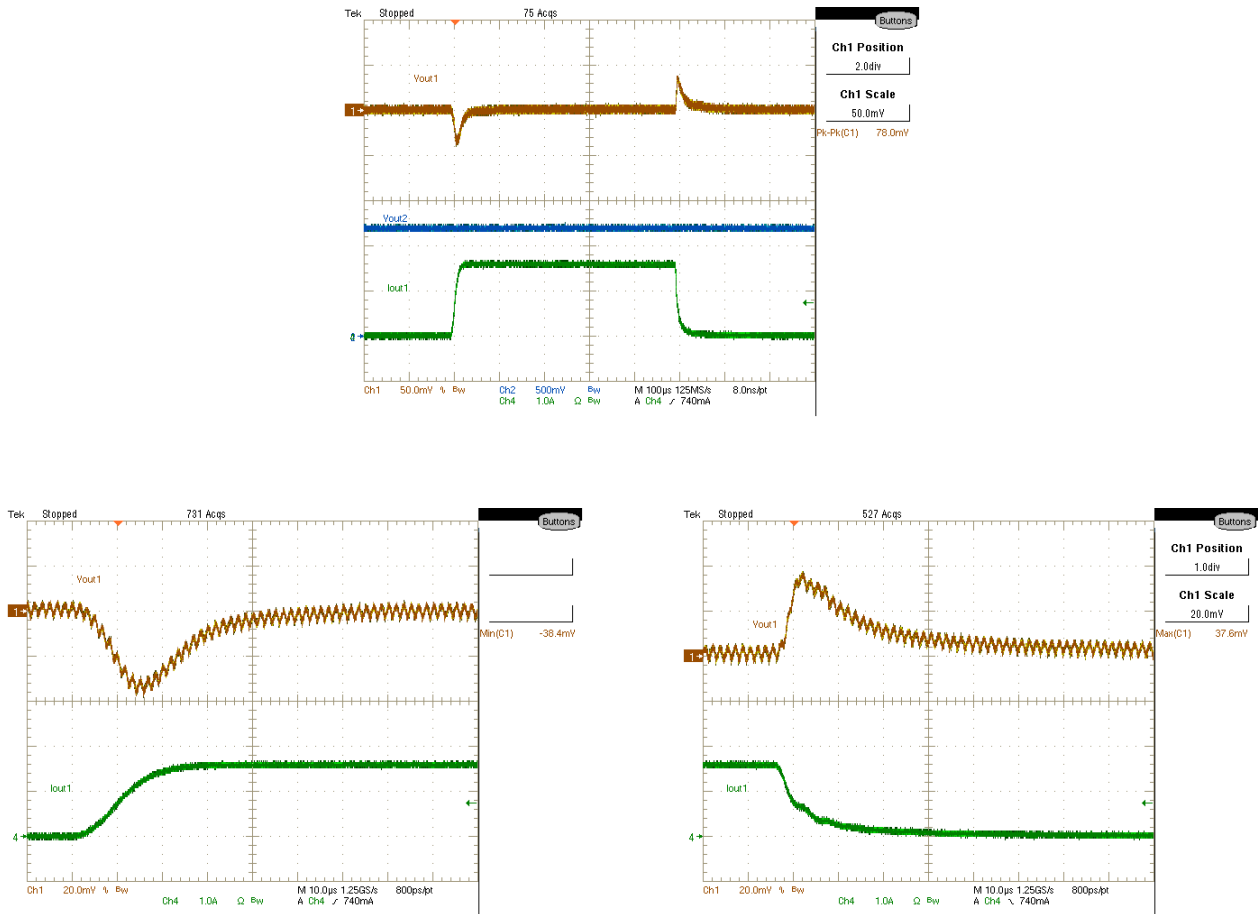 Tek Stopped 75 Acqs
Buttons
Ch1 Position
2.0div
Ch1 Scale
50.0mV
Pk-Pk(C1) 78.0mV
Vout1
1
Vout2
Iout1
Ch1 50.0mV % Bw Ch2 500mV Bw M 100µs 125MS/s 8.0ns/pt
Ch4 1.0A Ω Bw A Ch4 / 740mA
Tek Stopped 731 Acqs
Buttons
Vout1
1
Min(C1) -38.4mV
Iout1
4
Ch1 20.0mV % Bw M 10.0µs 1.25GS/s 800ps/pt
Ch4 1.0A Ω Bw A Ch4 / 740mA
Tek Stopped 527 Acqs
Buttons
Ch1 Position
1.0div
Ch1 Scale
20.0mV
Max(C1) 37.6mV
Vout1
1
Iout1
4
Ch1 20.0mV % Bw M 10.0µs 1.25GS/s 800ps/pt
Ch4 1.0A Ω Bw A Ch4 \ 740mA